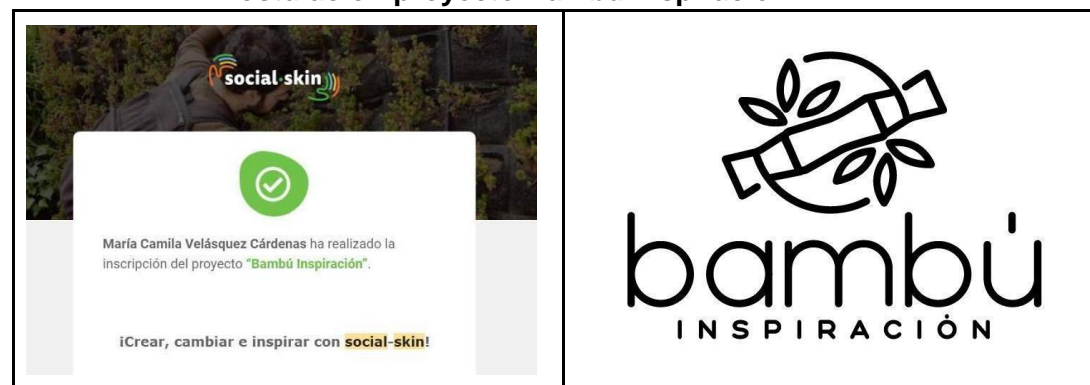 social·skin
María Camila Velásquez Cárdenas ha realizado la
inscripción del proyecto “Bambú Inspiración”.
¡Crear, cambiar e inspirar con social-skin!
bambú
INSPIRACIÓN